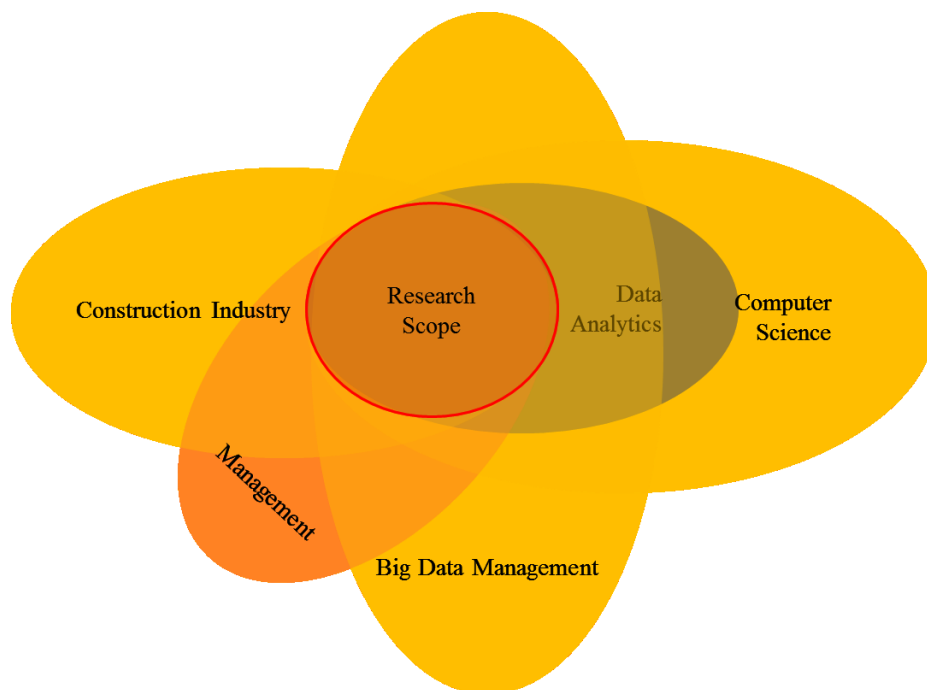 Construction Industry
Research
Scope
Data
Analytics
Computer
Science
Management
Big Data Management